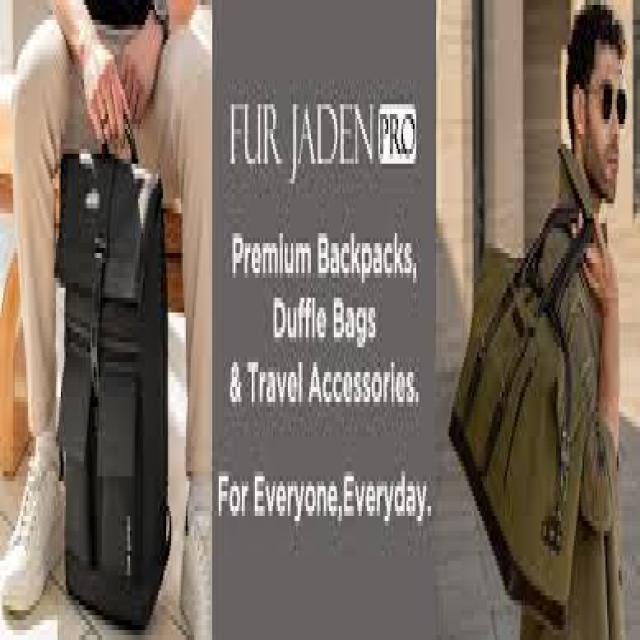 FUR JADEN PRO
Premium Backpacks,
Duffle Bags
& Travel Accessories.
For Everyone,Everyday.